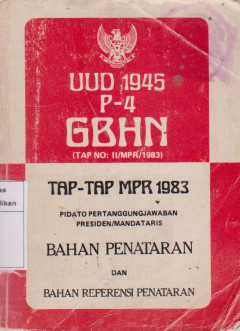 UUD 1945
P-4
GBHN
(TAP NO: II/MPR/1983)
TAP-TAP MPR 1983
PIDATO PERTANGGUNGJAWABAN
PRESIDEN/MANDATARIS
BAHAN PENATARAN
DAN
BAHAN REFERENSI PENATARAN